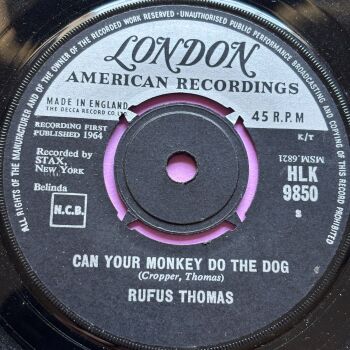 ALL RIGHTS OF THE MANUFACTURER AND OF THE OWNER OF THE RECORDED WORK RESERVED • UNAUTHORISED PUBLIC PERFORMANCE BROADCASTING AND COPYING OF THIS RECORD PROHIBITED
LONDON
AMERICAN RECORDINGS
MADE IN ENGLAND
THE DECCA RECORD CO. LTD.
45 R.P.M
RECORDING FIRST
PUBLISHED 1964
K/T
Recorded by
STAX,
NEW YORK
MSM.6821
HLK
9850
S
Belinda
N.C.B.
CAN YOUR MONKEY DO THE DOG
(Cropper, Thomas)
RUFUS THOMAS